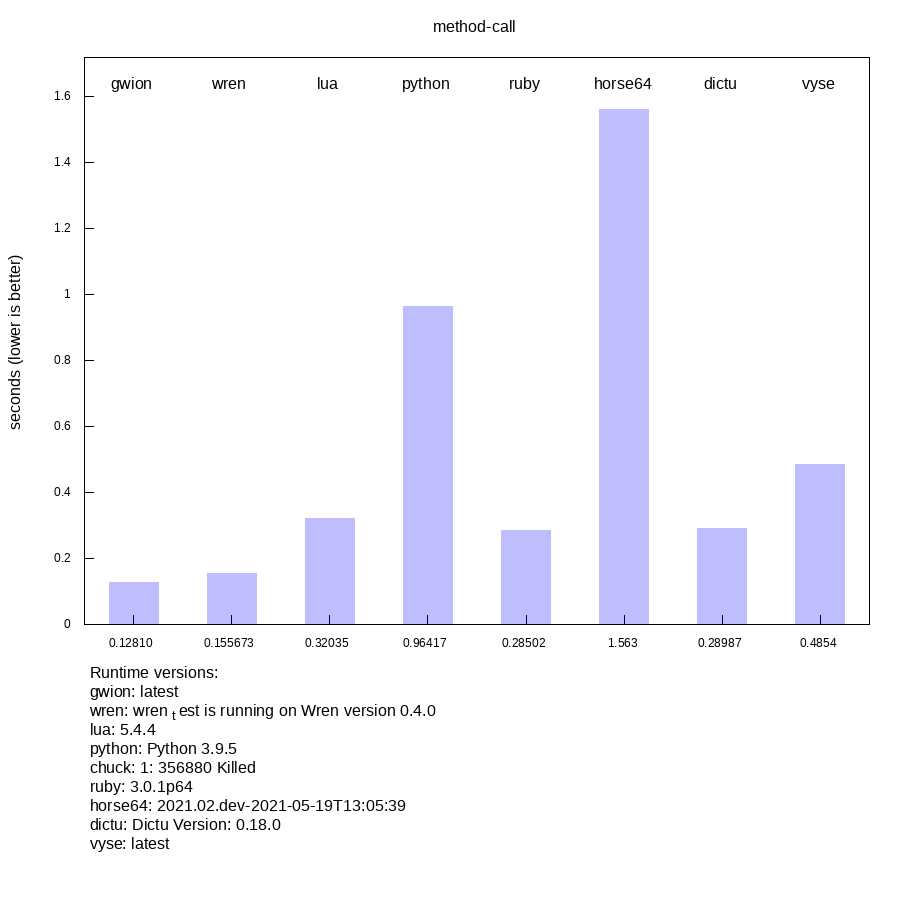 method-call
gwion wren lua python ruby horse64 dictu vyse
1.6
1.4
1.2
1
0.8
0.6
0.4
0.2
0
seconds (lower is better)
0.12810 0.155673 0.32035 0.96417 0.28502 1.563 0.28987 0.4854
Runtime versions:
gwion: latest
wren: wren t est is running on Wren version 0.4.0
lua: 5.4.4
python: Python 3.9.5
chuck: 1: 356880 Killed
ruby: 3.0.1p64
horse64: 2021.02.dev-2021-05-19T13:05:39
dictu: Dictu Version: 0.18.0
vyse: latest